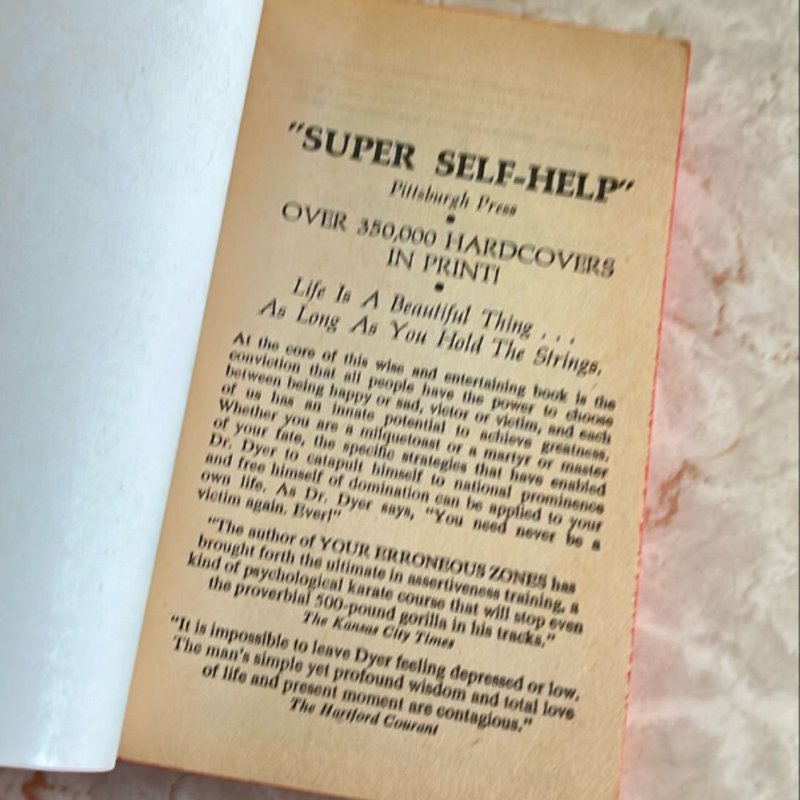 "SUPER SELF-HELP"
Pittsburgh Press
•
OVER 350,000 HARDCOVERS
IN PRINT!
•
Life Is A Beautiful Thing . . .
As Long As You Hold The Strings,
At the core of this wise and entertaining book is the
conviction that all people have the power to choose
between being happy or sad, victor or victim, and each
of us has an innate potential to achieve greatness.
Whether you are a milquetoast or a martyr or master
of your fate, the specific strategies that have enabled
Dr. Dyer to catapult himself to national prominence
and free himself of domination can be applied to your
own life. As Dr. Dyer says, "You need never be a
victim again. Ever!"
"The author of YOUR ERRONEOUS ZONES has
brought forth the ultimate in assertiveness training, a
kind of psychological karate course that will stop even
the proverbial 500-pound gorilla in his tracks."
The Kansas City Times
"It is impossible to leave Dyer feeling depressed or low.
The man's simple yet profound wisdom and total love
of life and present moment are contagious."
The Hartford Courant